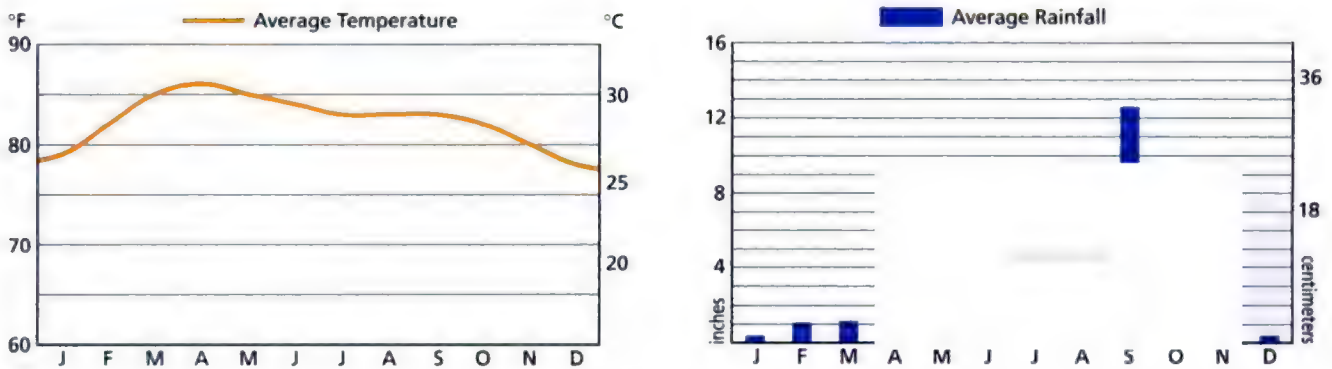 °F Average Temperature °C
90
30
80
25
70
20
60
J F M A M J J A S O N D
Average Rainfall
16
36
12
8
18
4
inches
centimeters
J F M A M J J A S O N D